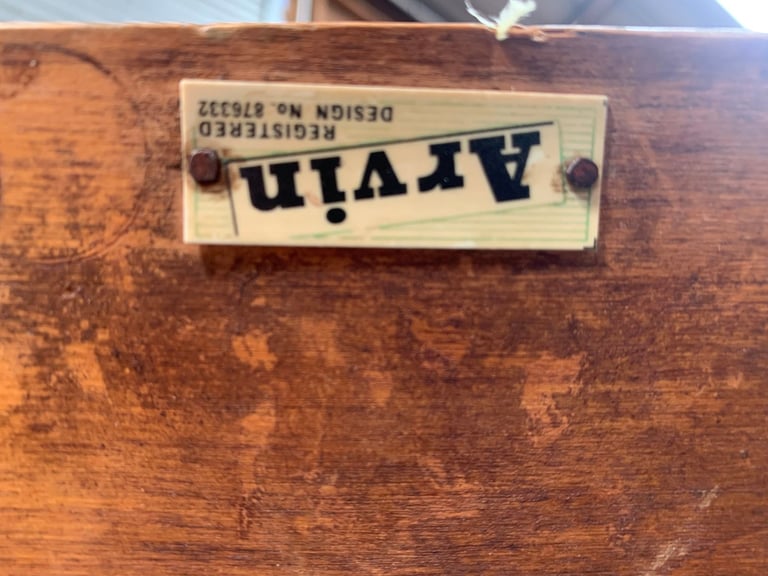 Arvin
REGISTERED
DESIGN No. 876332